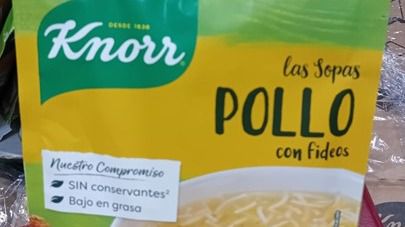 DESDE 1838
Knorr
las Sopas
POLLO
con fideos
Nuestro Compromiso
SIN conservantes²
Bajo en grasa